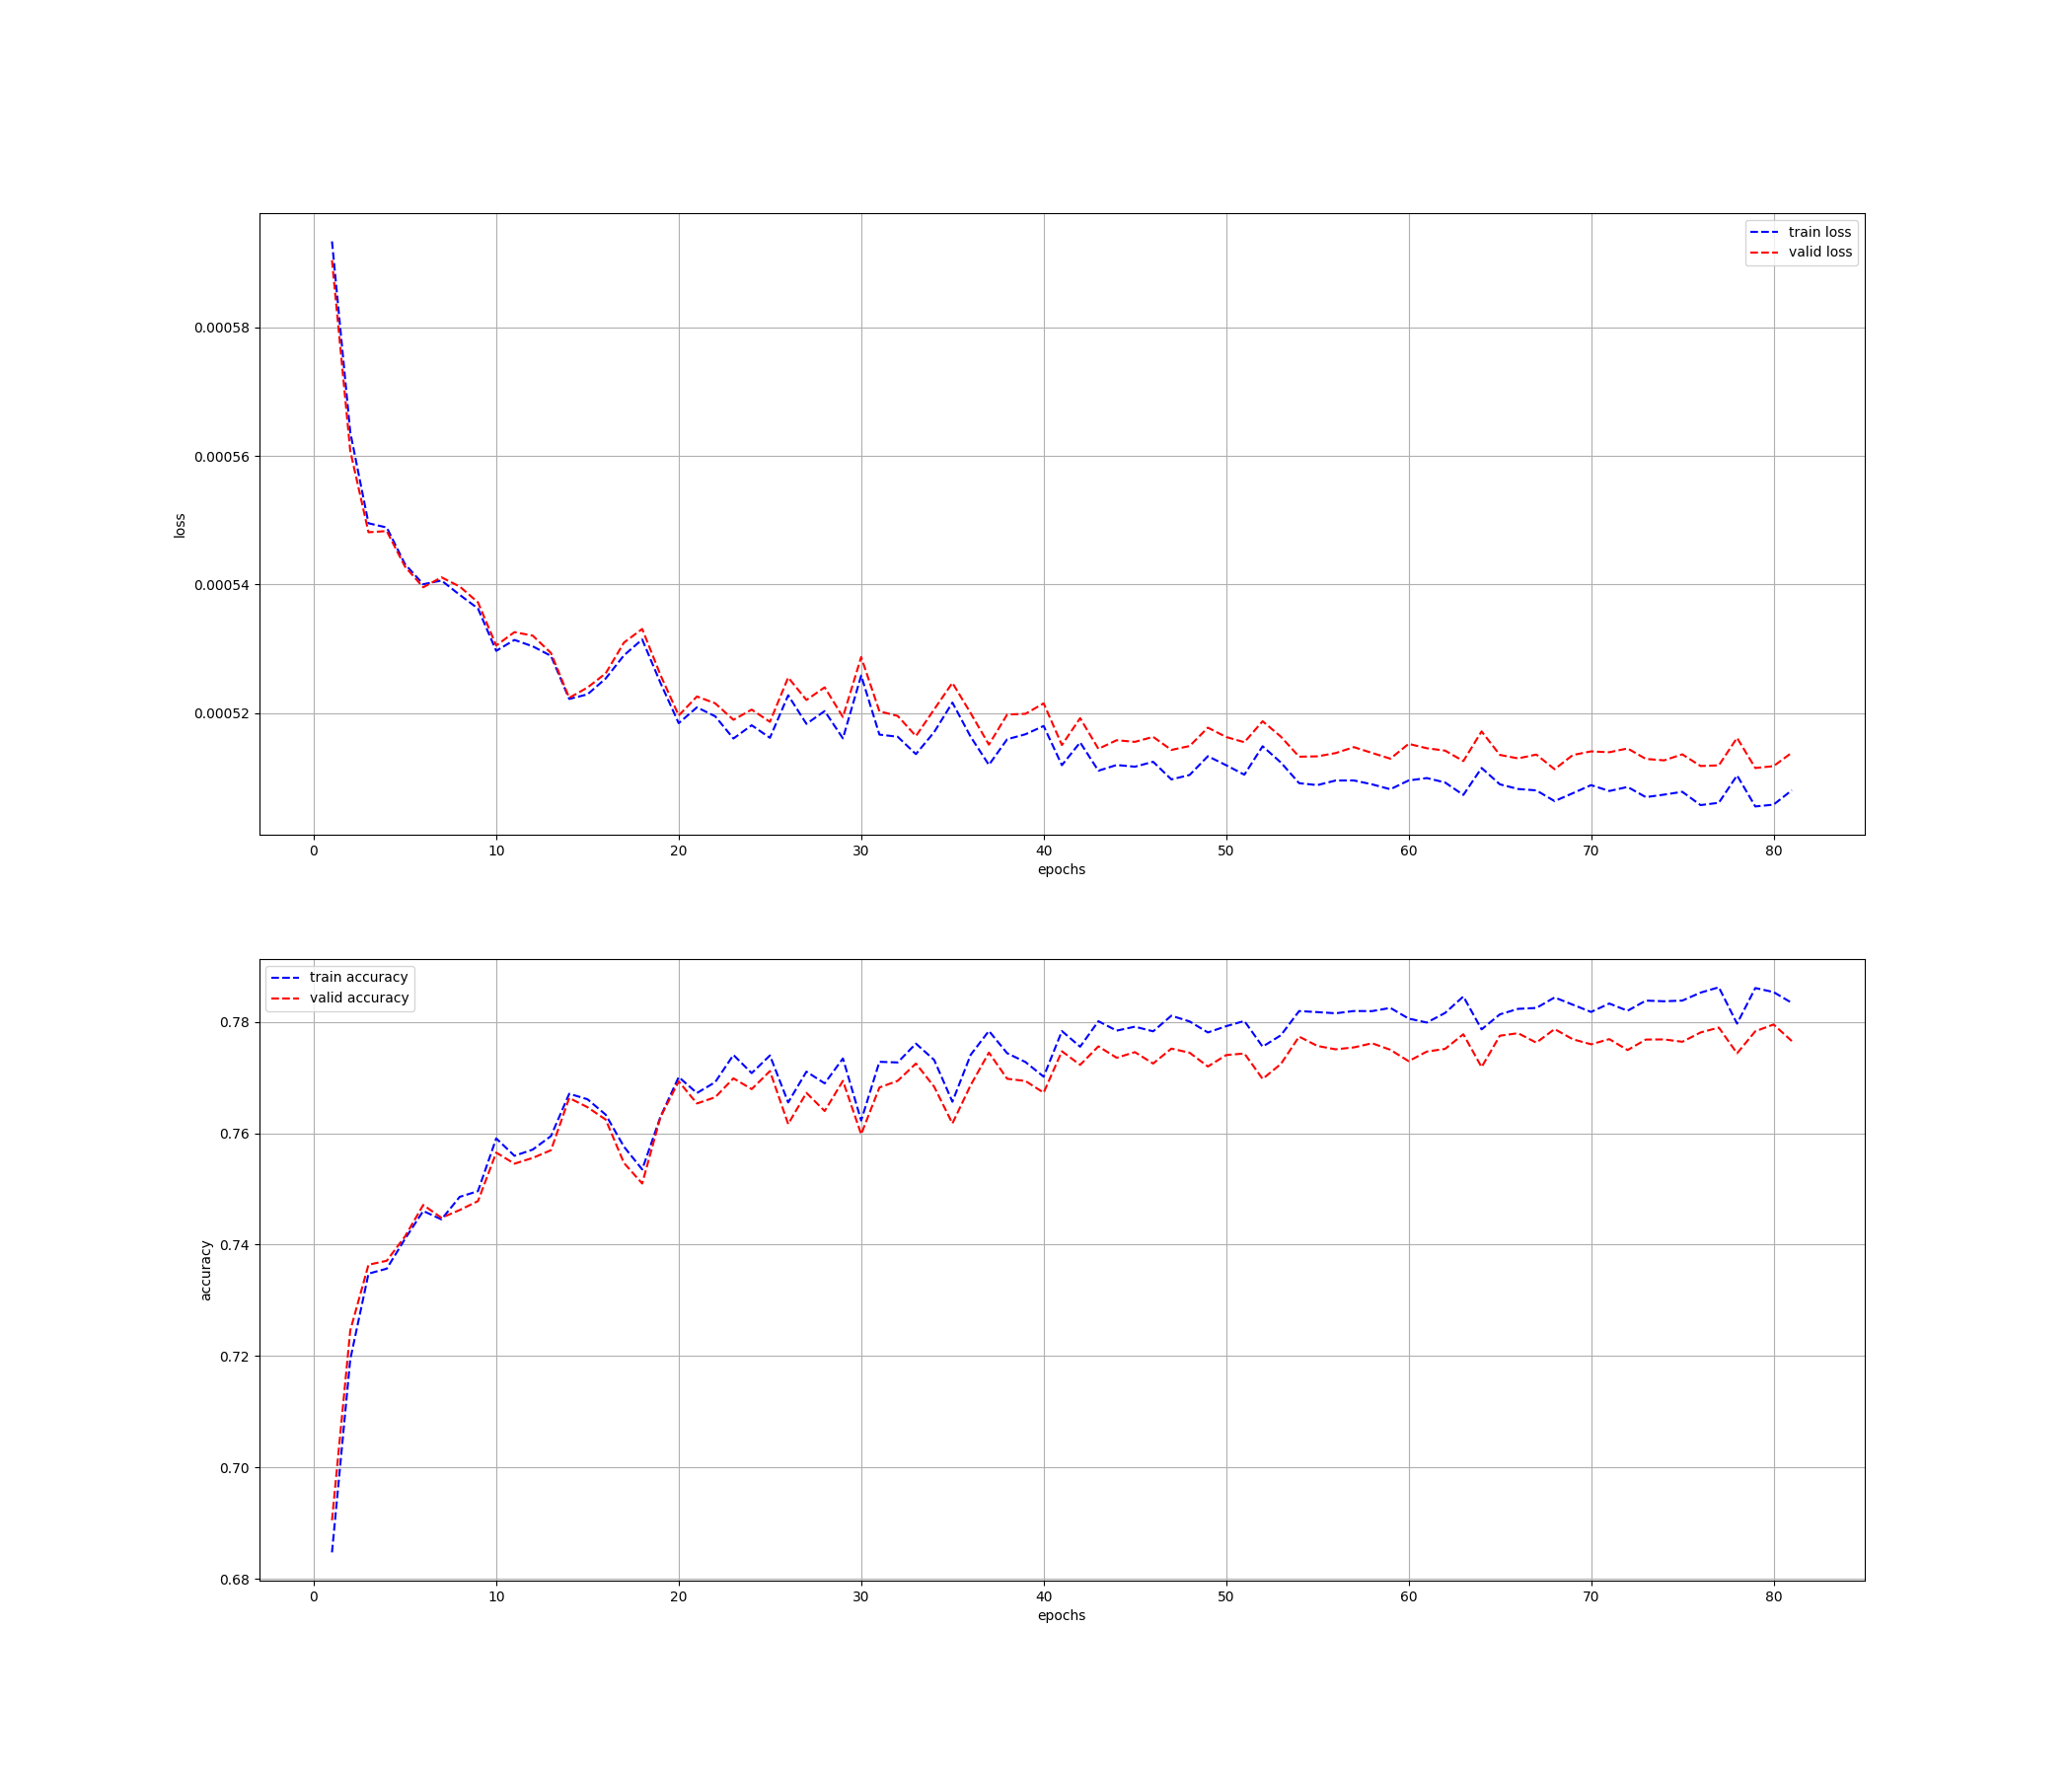 train loss
valid loss
0.00058
0.00056
0.00054
0.00052
loss
0 10 20 30 40 50 60 70 80
epochs
train accuracy
valid accuracy
0.78
0.76
0.74
0.72
0.70
0.68
accuracy
0 10 20 30 40 50 60 70 80
epochs